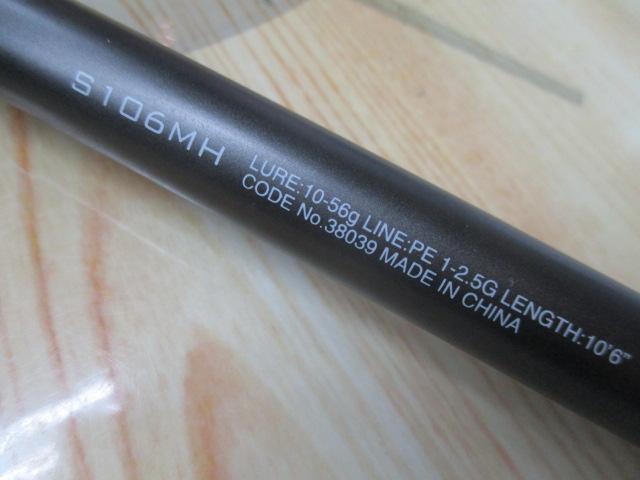 S106MH
LURE:10-56g LINE:PE 1-2.5G LENGTH:10'6"
CODE No.38039 MADE IN CHINA